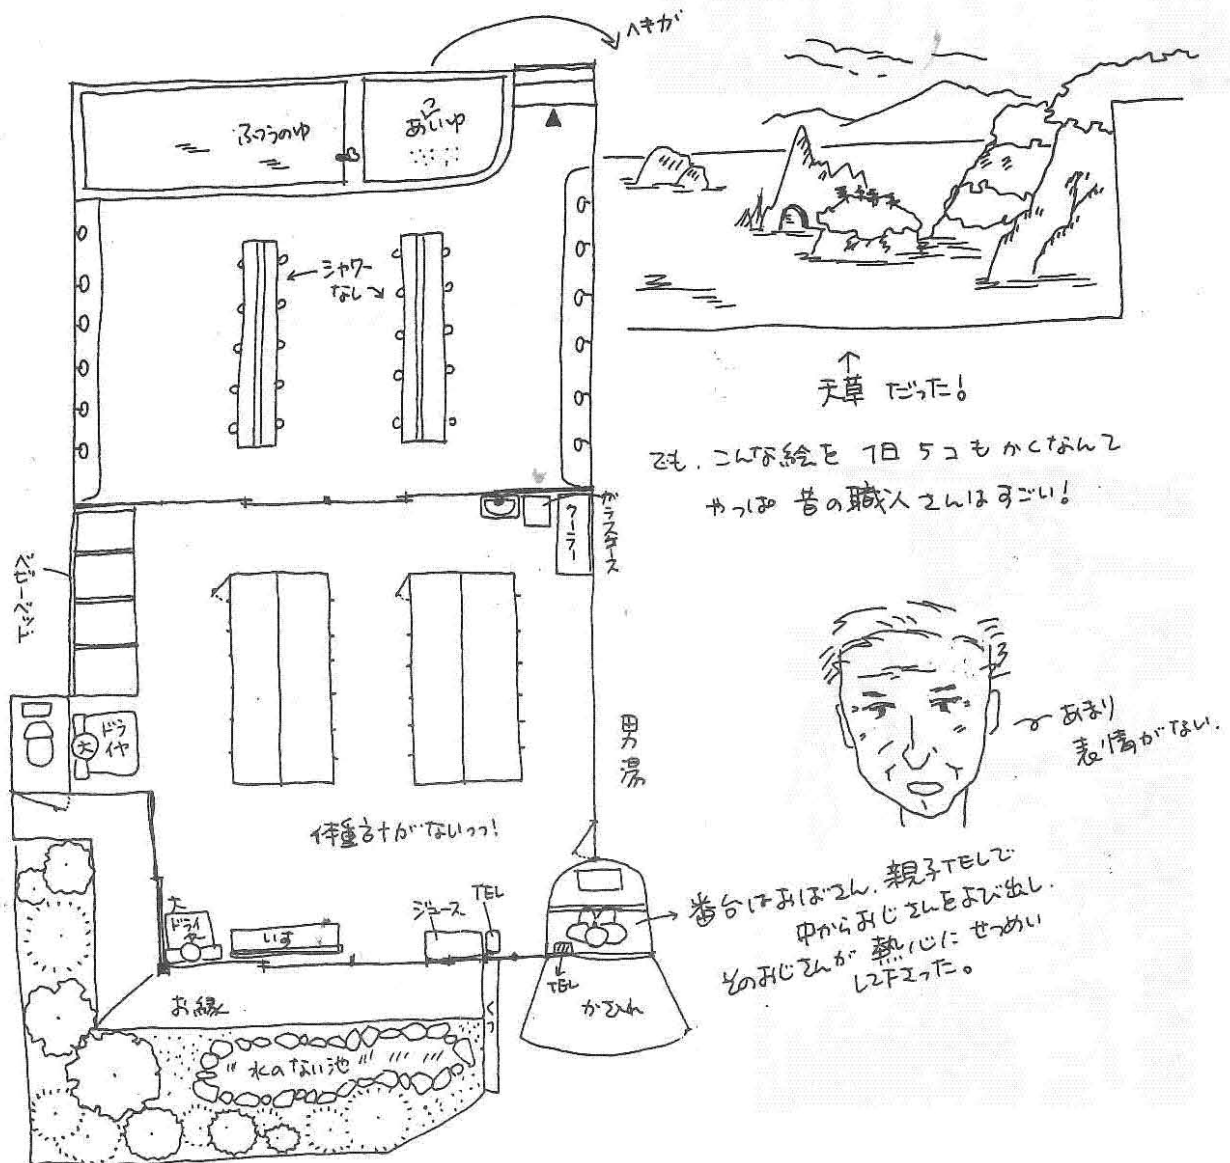 へきが
ふつうのゆ
あついゆ
シャワー
なし
天草 だった!
でも、こんな絵を 1日 5コ も かくなんて
やっぱ 昔の職人 さんは すごい!
ガラスケース
クーラー
ベビーベッド
ドラ
イヤ
大
男湯
あまり
表情がない.
体重計がないっっ!
番台はおばさん. 親子TELで
中からおじさんをよび出し.
そのおじさんが 熱心に せつめい
して下さった。
大
ドライ
ヤー
いす
ジュース
TEL
TEL
かさ入れ
くつ
お縁
"水のない池"